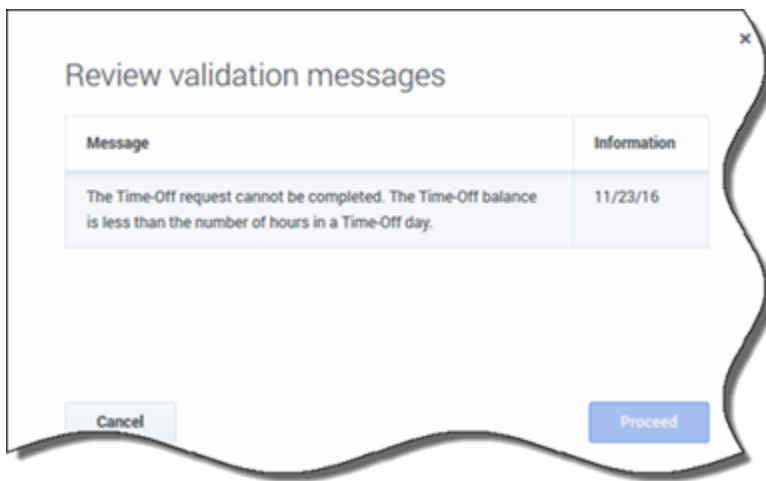 ×
Review validation messages
Message Information
The Time-Off request cannot be completed. The Time-Off balance 11/23/16
is less than the number of hours in a Time-Off day.
Cancel Proceed